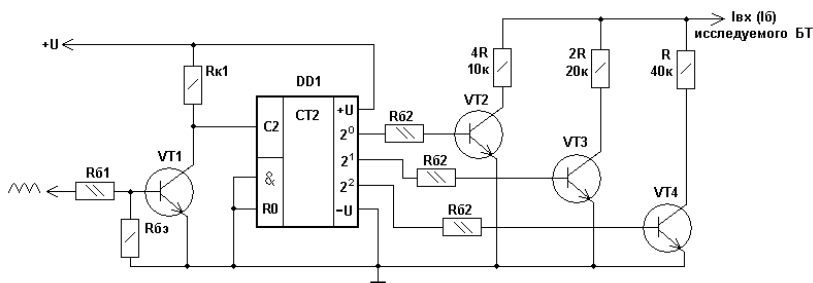 Iвх (Iб)
исследуемого БТ
+U
Rк1
DD1
4R
10к
2R
20к
R
40к
C2
CT2
+U
2⁰
2¹
2²
−U
&
R0
Rб2
Rб2
Rб2
VT1
VT2
VT3
VT4
Rб1
Rбэ